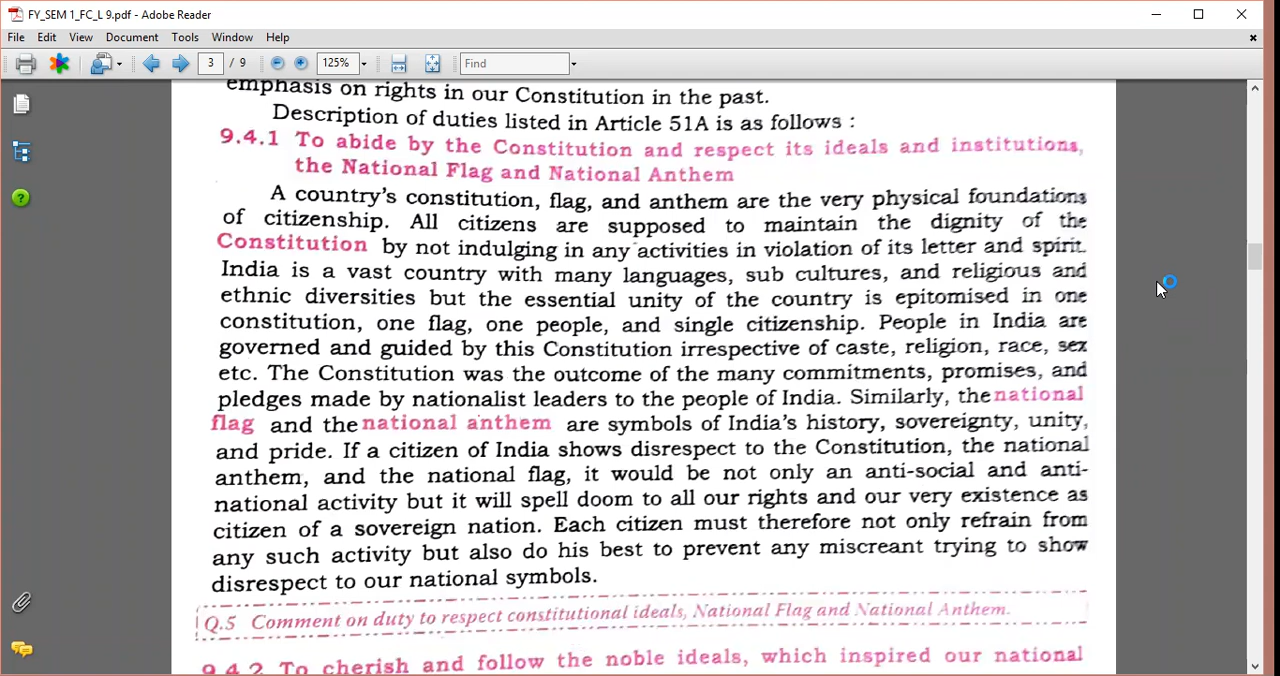 FY_SEM 1_FC_L 9.pdf - Adobe Reader
File Edit View Document Tools Window Help
3 / 9 125% Find
emphasis on rights in our Constitution in the past.
Description of duties listed in Article 51A is as follows :
9.4.1 To abide by the Constitution and respect its ideals and institutions,
the National Flag and National Anthem
A country's constitution, flag, and anthem are the very physical foundations
of citizenship. All citizens are supposed to maintain the dignity of the
Constitution by not indulging in any activities in violation of its letter and spirit.
India is a vast country with many languages, sub cultures, and religious and
ethnic diversities but the essential unity of the country is epitomised in one
constitution, one flag, one people, and single citizenship. People in India are
governed and guided by this Constitution irrespective of caste, religion, race, sex
etc. The Constitution was the outcome of the many commitments, promises, and
pledges made by nationalist leaders to the people of India. Similarly, the national
flag and the national anthem are symbols of India's history, sovereignty, unity,
and pride. If a citizen of India shows disrespect to the Constitution, the national
anthem, and the national flag, it would be not only an anti-social and anti-
national activity but it will spell doom to all our rights and our very existence as
citizen of a sovereign nation. Each citizen must therefore not only refrain from
any such activity but also do his best to prevent any miscreant trying to show
disrespect to our national symbols.
Q.5 Comment on duty to respect constitutional ideals, National Flag and National Anthem.
9.4.2 To cherish and follow the noble ideals, which inspired our national